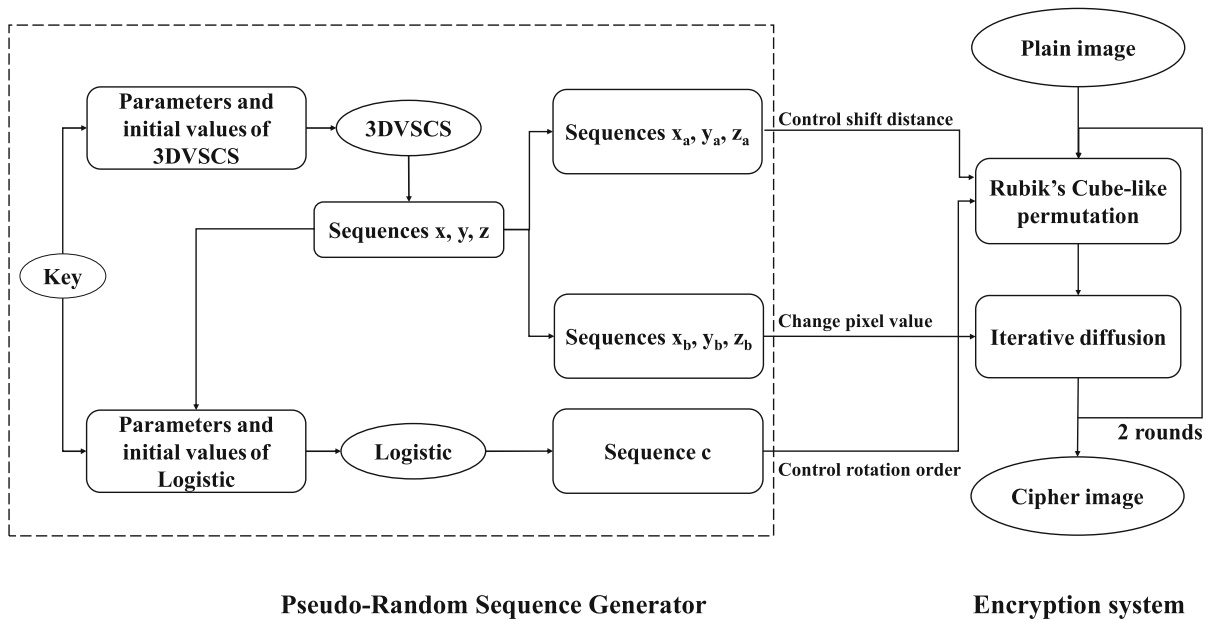 Plain image
Parameters and
initial values of
3DVSCS
3DVSCS
Sequences xa, ya, za
Control shift distance
Rubik's Cube-like
permutation
Sequences x, y, z
Key
Sequences xb, yb, zb
Change pixel value
Iterative diffusion
Parameters and
initial values of
Logistic
Logistic
Sequence c
Control rotation order
2 rounds
Cipher image
Pseudo-Random Sequence Generator
Encryption system